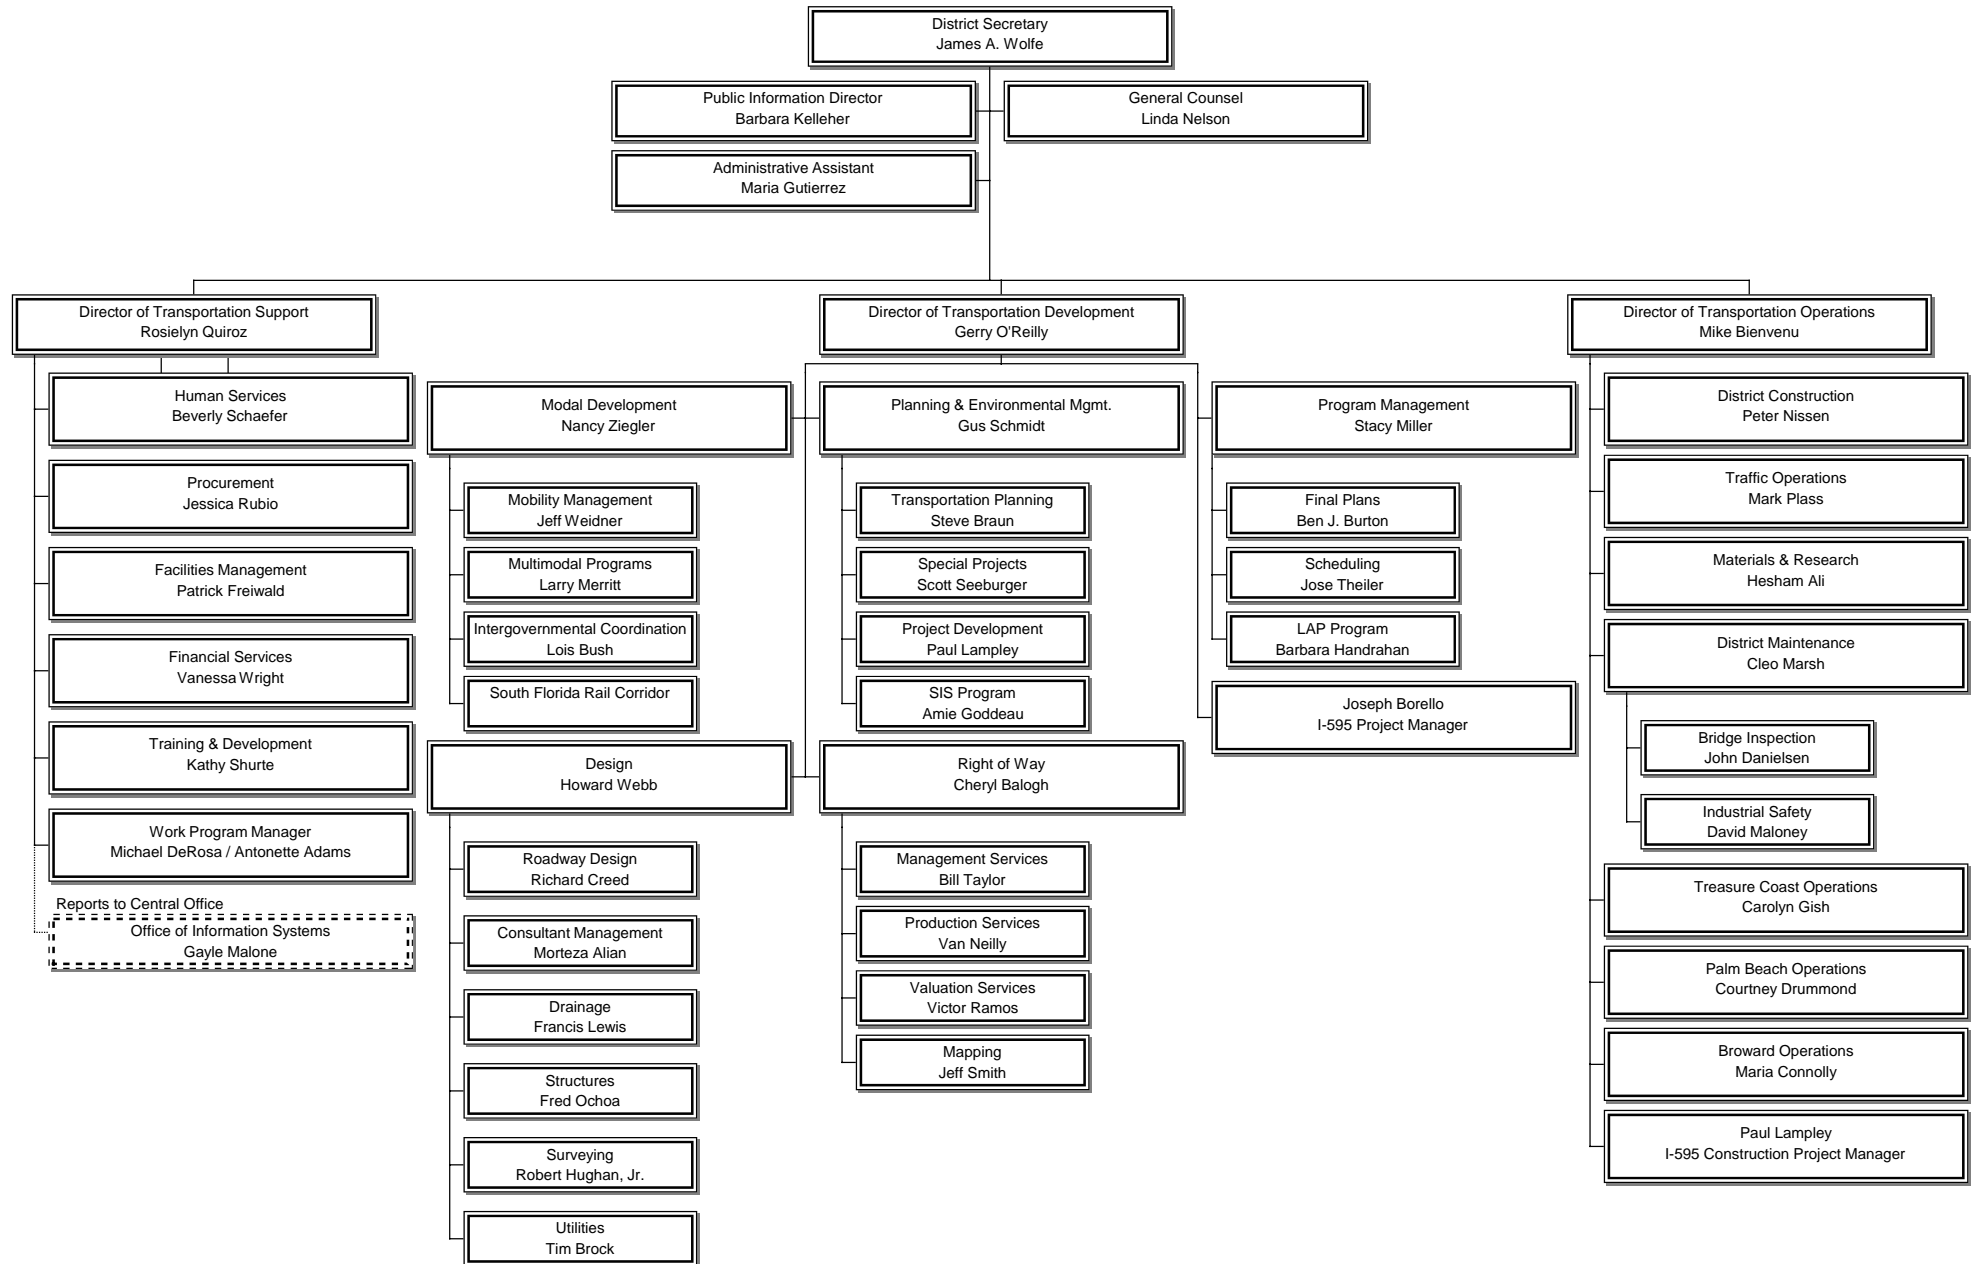 District Secretary
James A. Wolfe
Public Information Director
Barbara Kelleher
General Counsel
Linda Nelson
Administrative Assistant
Maria Gutierrez
Director of Transportation Support
Rosielyn Quiroz
Human Services
Beverly Schaefer
Procurement
Jessica Rubio
Facilities Management
Patrick Freiwald
Financial Services
Vanessa Wright
Training & Development
Kathy Shurte
Work Program Manager
Michael DeRosa / Antonette Adams
Reports to Central Office
Office of Information Systems
Gayle Malone
Director of Transportation Development
Gerry O'Reilly
Modal Development
Nancy Ziegler
Mobility Management
Jeff Weidner
Multimodal Programs
Larry Merritt
Intergovernmental Coordination
Lois Bush
South Florida Rail Corridor
Design
Howard Webb
Roadway Design
Richard Creed
Consultant Management
Morteza Alian
Drainage
Francis Lewis
Structures
Fred Ochoa
Surveying
Robert Hughan, Jr.
Utilities
Tim Brock
Planning & Environmental Mgmt.
Gus Schmidt
Transportation Planning
Steve Braun
Special Projects
Scott Seeburger
Project Development
Paul Lampley
SIS Program
Amie Goddeau
Right of Way
Cheryl Balogh
Management Services
Bill Taylor
Production Services
Van Neilly
Valuation Services
Victor Ramos
Mapping
Jeff Smith
Program Management
Stacy Miller
Final Plans
Ben J. Burton
Scheduling
Jose Theiler
LAP Program
Barbara Handrahan
Joseph Borello
I-595 Project Manager
Director of Transportation Operations
Mike Bienvenu
District Construction
Peter Nissen
Traffic Operations
Mark Plass
Materials & Research
Hesham Ali
District Maintenance
Cleo Marsh
Bridge Inspection
John Danielsen
Industrial Safety
David Maloney
Treasure Coast Operations
Carolyn Gish
Palm Beach Operations
Courtney Drummond
Broward Operations
Maria Connolly
Paul Lampley
I-595 Construction Project Manager